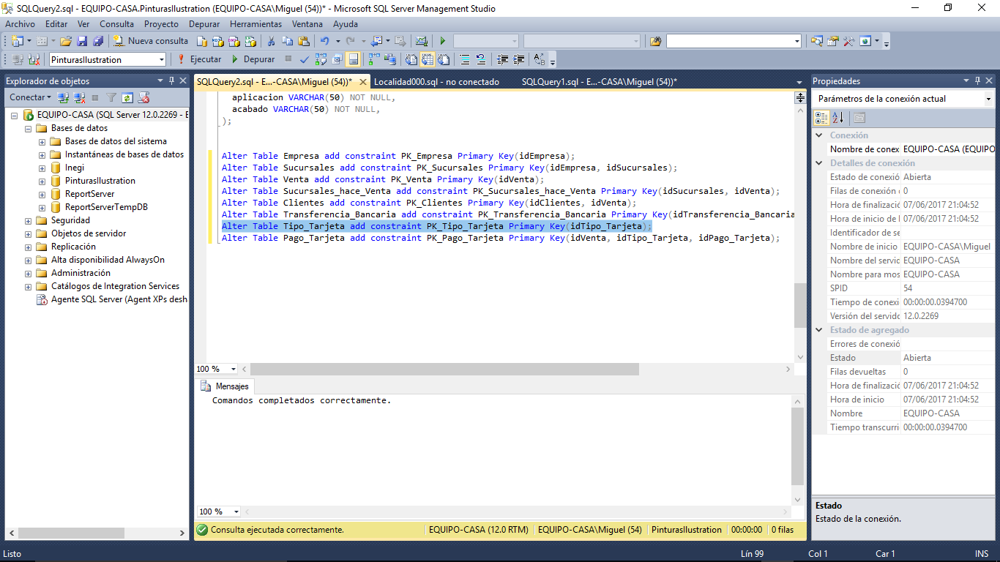 SQLQuery2.sql - EQUIPO-CASA.PinturasIlustration (EQUIPO-CASA\Miguel (54))* - Microsoft SQL Server Management Studio
Archivo Editar Ver Consulta Proyecto Depurar Herramientas Ventana Ayuda
Nueva consulta
PinturasIlustration Ejecutar Depurar
Explorador de objetos
Conectar
EQUIPO-CASA (SQL Server 12.0.2269 - E
Bases de datos
Bases de datos del sistema
Instantáneas de bases de datos
Inegi
PinturasIlustration
ReportServer
ReportServerTempDB
Seguridad
Objetos de servidor
Replicación
Alta disponibilidad AlwaysOn
Administración
Catálogos de Integration Services
Agente SQL Server (Agent XPs desh
SQLQuery2.sql - E...-CASA\Miguel (54))* Localidad000.sql - no conectado SQLQuery1.sql - E...-CASA\Miguel (54))*
aplicacion VARCHAR(50) NOT NULL,
acabado VARCHAR(50) NOT NULL,
);
Alter Table Empresa add constraint PK_Empresa Primary Key(idEmpresa);
Alter Table Sucursales add constraint PK_Sucursales Primary Key(idEmpresa, idSucursales);
Alter Table Venta add constraint PK_Venta Primary Key(idVenta);
Alter Table Sucursales_hace_Venta add constraint PK_Sucursales_hace_Venta Primary Key(idSucursales, idVenta);
Alter Table Clientes add constraint PK_Clientes Primary Key(idClientes, idVenta);
Alter Table Transferencia_Bancaria add constraint PK_Transferencia_Bancaria Primary Key(idTransferencia_Bancaria
Alter Table Tipo_Tarjeta add constraint PK_Tipo_Tarjeta Primary Key(idTipo_Tarjeta);
Alter Table Pago_Tarjeta add constraint PK_Pago_Tarjeta Primary Key(idVenta, idTipo_Tarjeta, idPago_Tarjeta);
100 %
Mensajes
Comandos completados correctamente.
100 %
Consulta ejecutada correctamente. EQUIPO-CASA (12.0 RTM) EQUIPO-CASA\Miguel (54) PinturasIlustration 00:00:00 0 filas
Propiedades
Parámetros de la conexión actual
Conexión
Nombre de conex EQUIPO-CASA (EQUIPO
Detalles de conexión
Estado de conexió Abierta
Filas de conexión 0
Hora de finalizació 07/06/2017 21:04:52
Hora de inicio de l 07/06/2017 21:04:52
Identificador de se
Nombre de inicio EQUIPO-CASA\Miguel
Nombre del servid EQUIPO-CASA
Nombre para mos EQUIPO-CASA
SPID 54
Tiempo de conexi 00:00:00.0394700
Versión del servido 12.0.2269
Estado de agregado
Errores de conexió
Estado Abierta
Filas devueltas 0
Hora de finalizació 07/06/2017 21:04:52
Hora de inicio 07/06/2017 21:04:52
Nombre EQUIPO-CASA
Tiempo transcurri 00:00:00.0394700
Estado
Estado de la conexión.
Listo Lín 99 Col 1 Car 1 INS